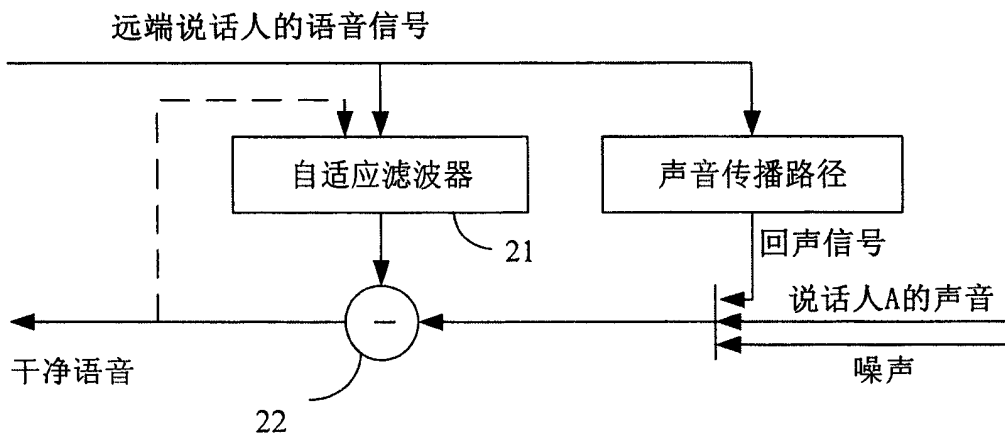 远端说话人的语音信号
自适应滤波器
声音传播路径
21
回声信号
说话人A的声音
干净语音
噪声
22